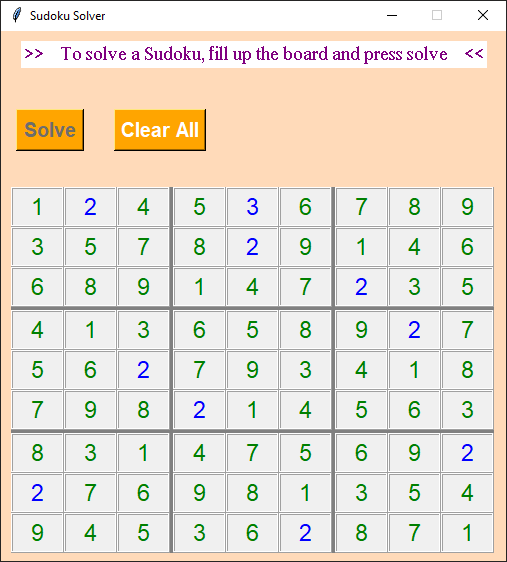 Sudoku Solver
>> To solve a Sudoku, fill up the board and press solve <<
Solve Clear All
1 2 4 5 3 6 7 8 9
3 5 7 8 2 9 1 4 6
6 8 9 1 4 7 2 3 5
4 1 3 6 5 8 9 2 7
5 6 2 7 9 3 4 1 8
7 9 8 2 1 4 5 6 3
8 3 1 4 7 5 6 9 2
2 7 6 9 8 1 3 5 4
9 4 5 3 6 2 8 7 1